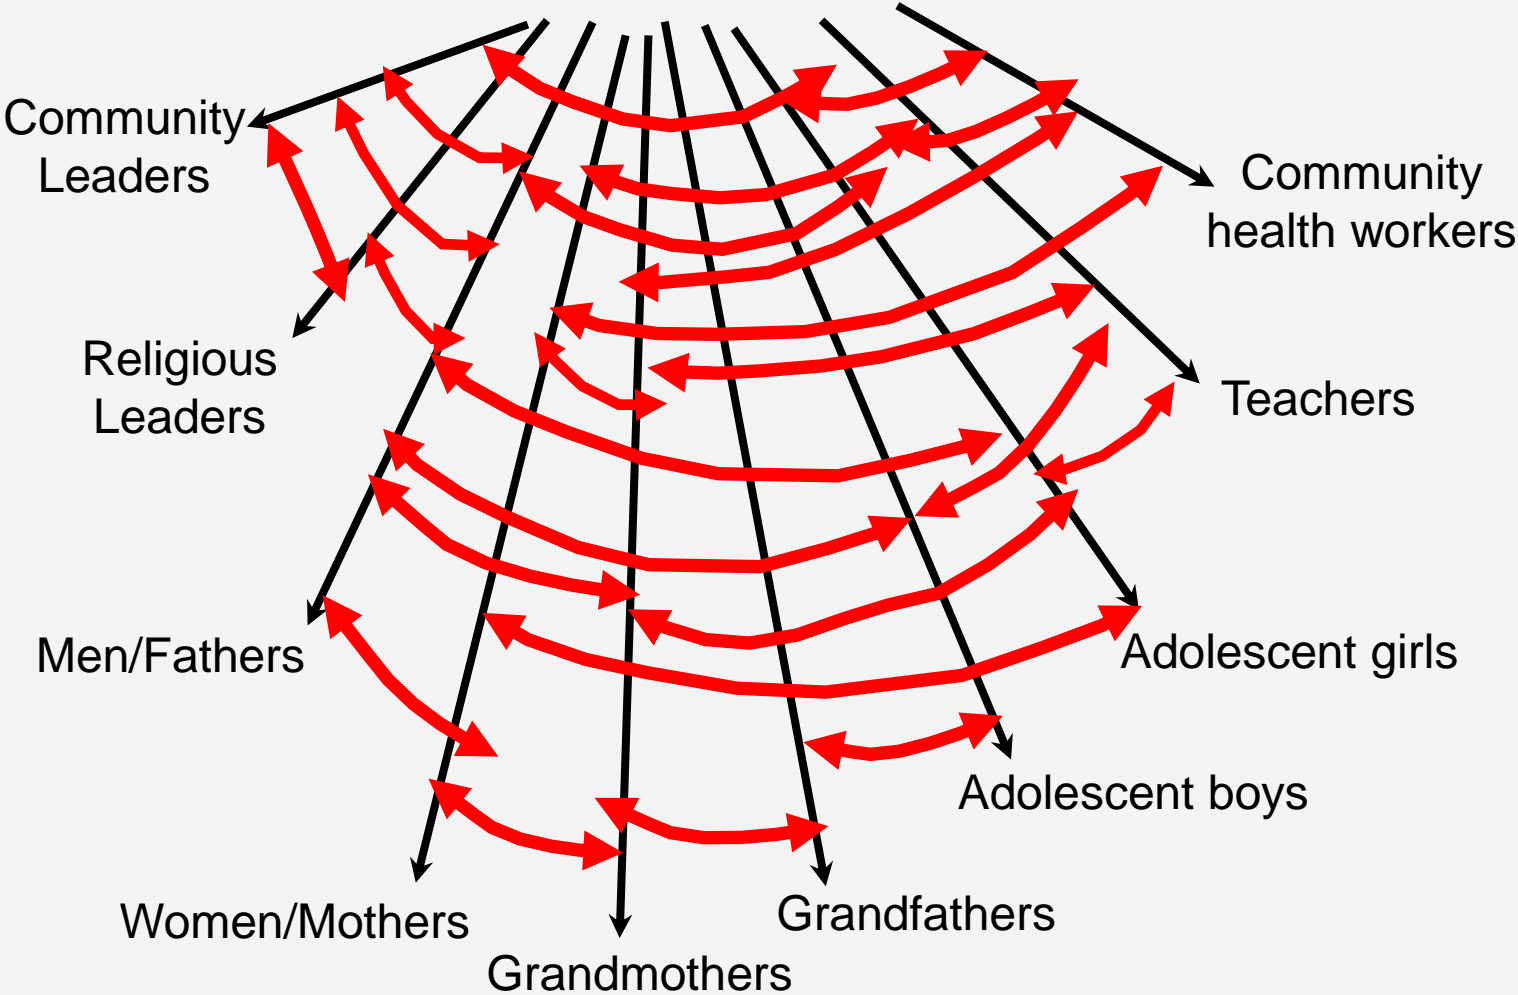 Community
Leaders
Community
health workers
Religious
Leaders
Teachers
Men/Fathers
Adolescent girls
Adolescent boys
Women/Mothers
Grandfathers
Grandmothers